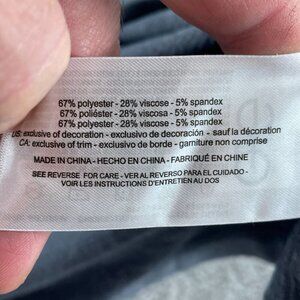 67% polyester - 28% viscose - 5% spandex
67% poliéster - 28% viscosa - 5% spandex
67% polyester - 28% viscose - 5% spandex
US: exclusive of decoration - exclusivo de decoración - sauf la décoration
CA: exclusive of trim - exclusivo de borde - garniture non comprise
MADE IN CHINA - HECHO EN CHINA - FABRIQUÉ EN CHINE
SEE REVERSE FOR CARE - VER AL REVERSO PARA EL CUIDADO -
VOIR LES INSTRUCTIONS D'ENTRETIEN AU DOS